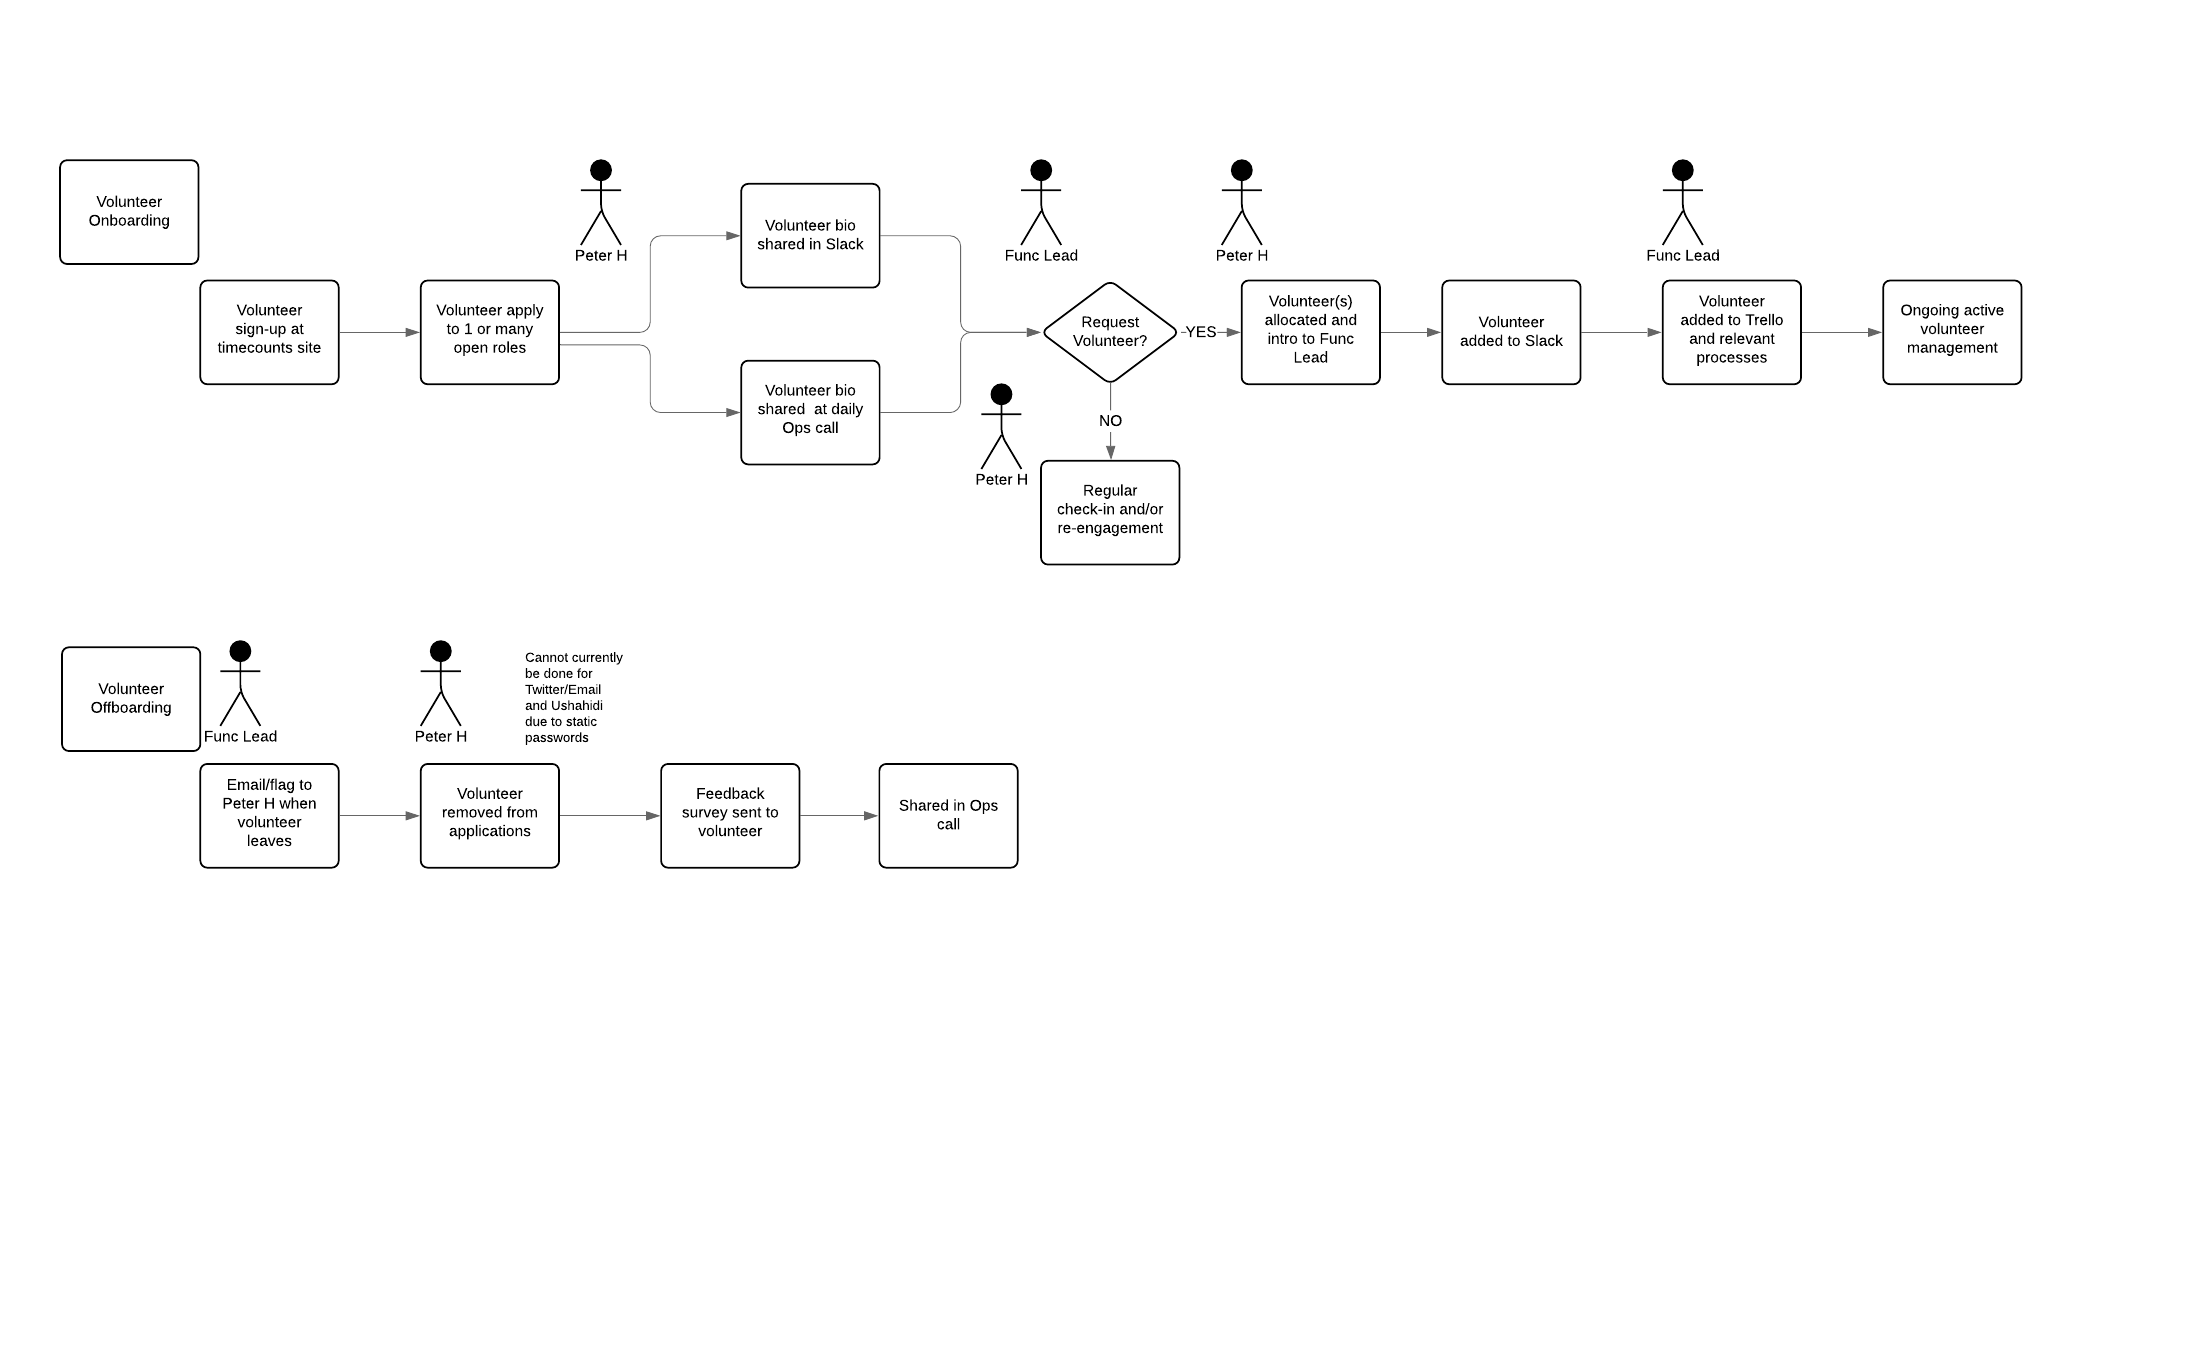 Volunteer
Onboarding
Volunteer
sign-up at
timecounts site
Volunteer apply
to 1 or many
open roles
Peter H
Volunteer bio
shared in Slack
Volunteer bio
shared  at daily
Ops call
Func Lead
Request
Volunteer?
YES
NO
Peter H
Regular
check-in and/or
re-engagement
Peter H
Volunteer(s)
allocated and
intro to Func
Lead
Volunteer
added to Slack
Func Lead
Volunteer
added to Trello
and relevant
processes
Ongoing active
volunteer
management
Volunteer
Offboarding
Func Lead
Email/flag to
Peter H when
volunteer
leaves
Peter H
Volunteer
removed from
applications
Cannot currently
be done for
Twitter/Email
and Ushahidi
due to static
passwords
Feedback
survey sent to
volunteer
Shared in Ops
call